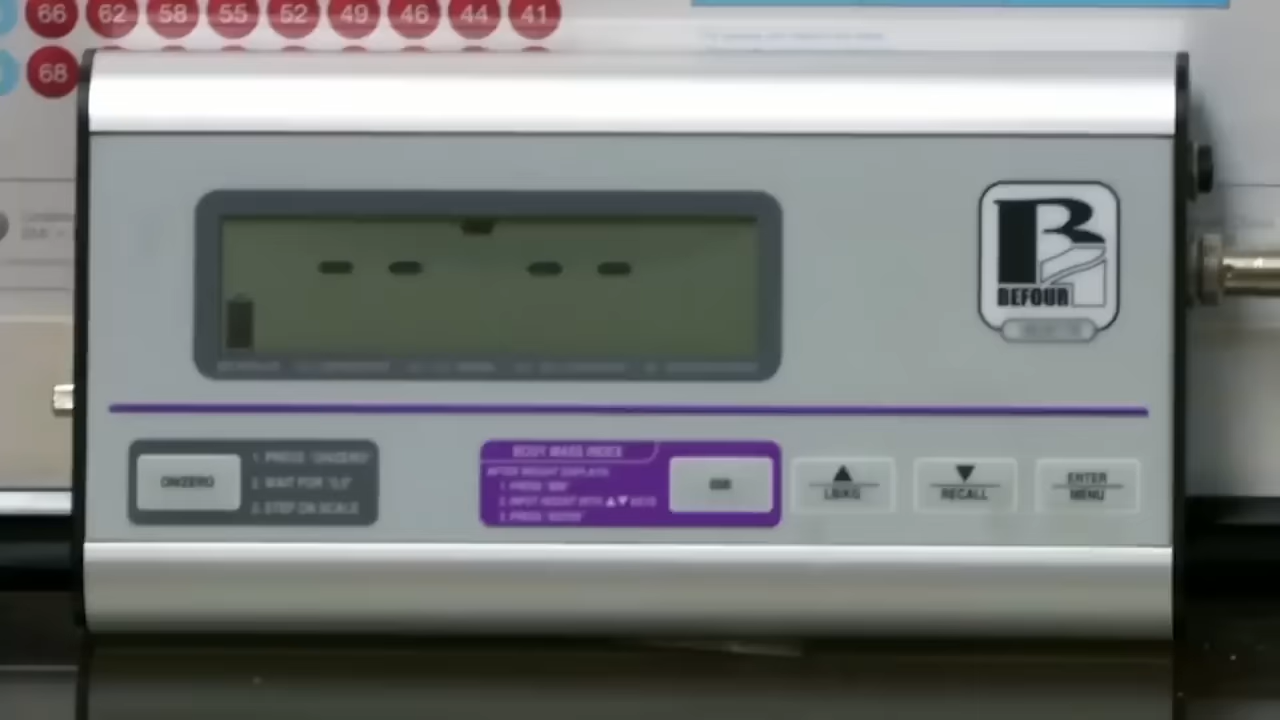 66 62 58 55 52 49 46 44 41
68
-- --
BEFOUR
ON/ZERO
1. PRESS "ON/ZERO"
2. WAIT FOR "0.0"
3. STEP ON SCALE
BODY MASS INDEX
AFTER WEIGHT DISPLAYED
1. PRESS "BMI"
2. INPUT HEIGHT WITH ▲▼ KEYS
3. PRESS "ENTER"
BMI
▲
LB/KG
▼
RECALL
ENTER
MENU